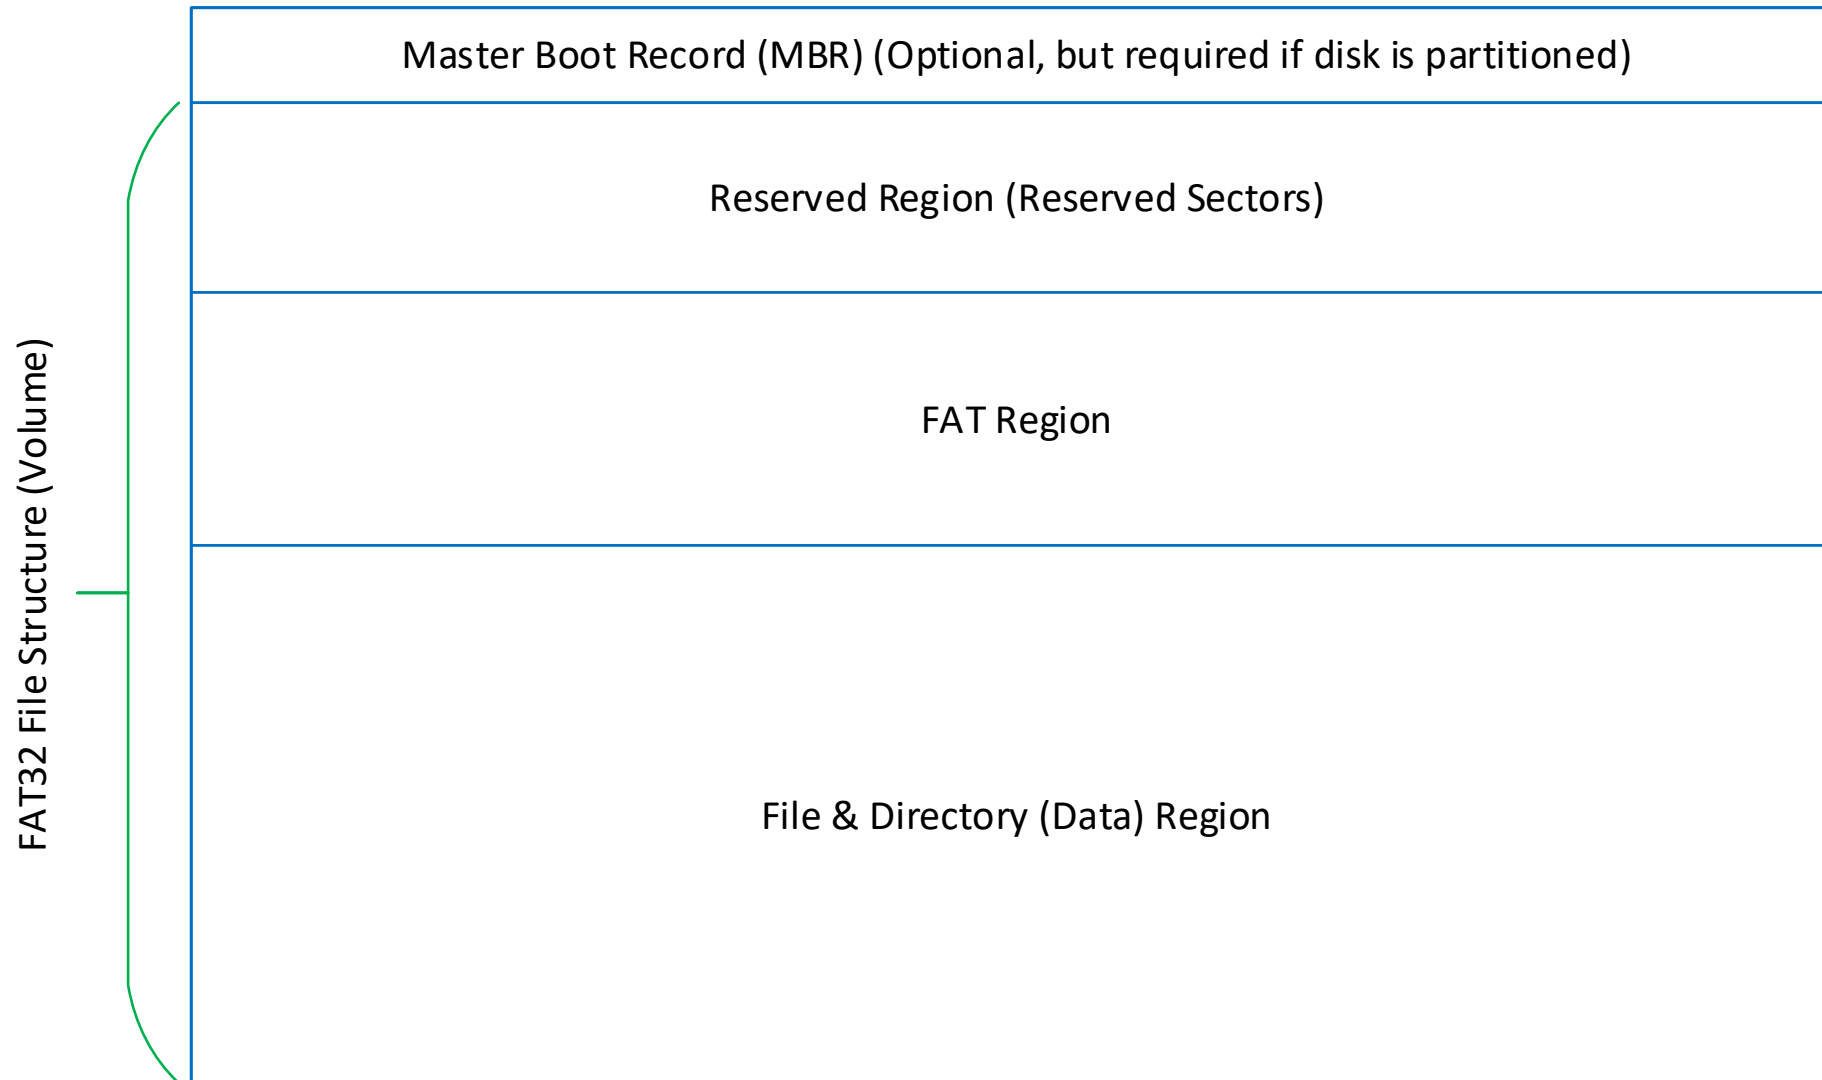 Master Boot Record (MBR) (Optional, but required if disk is partitioned)
Reserved Region (Reserved Sectors)
FAT Region
File & Directory (Data) Region
FAT32 File Structure (Volume)